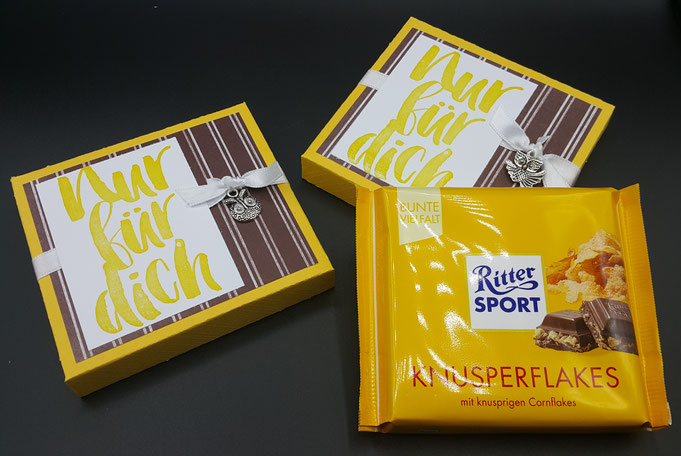 Nur
für
dich
Nur
für
dich
BUNTE
VIELFALT
Ritter
SPORT
KNUSPERFLAKES
mit knusprigen Cornflakes